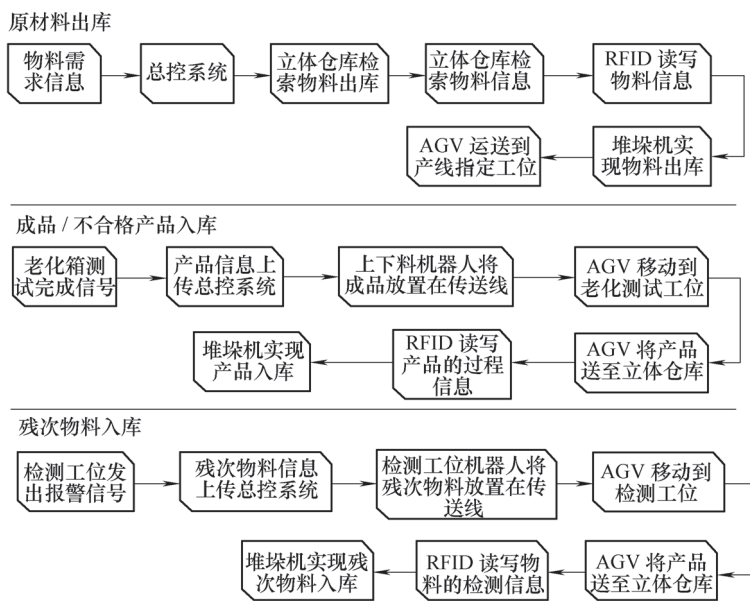 原材料出库
物料需
求信息
总控系统
立体仓库检
索物料出库
立体仓库检
索物料信息
RFID 读写
物料信息
堆垛机实
现物料出库
AGV 运送到
产线指定工位
成品 / 不合格产品入库
老化箱测
试完成信号
产品信息上
传总控系统
上下料机器人将
成品放置在传送线
AGV 移动到
老化测试工位
AGV 将产品
送至立体仓库
RFID 读写
产品的过程
信息
堆垛机实现
产品入库
残次物料入库
检测工位发
出报警信号
残次物料信息
上传总控系统
检测工位机器人将
残次物料放置在传
送线
AGV 移动到
检测工位
AGV 将产品
送至立体仓库
RFID 读写物
料的检测信息
堆垛机实现残
次物料入库